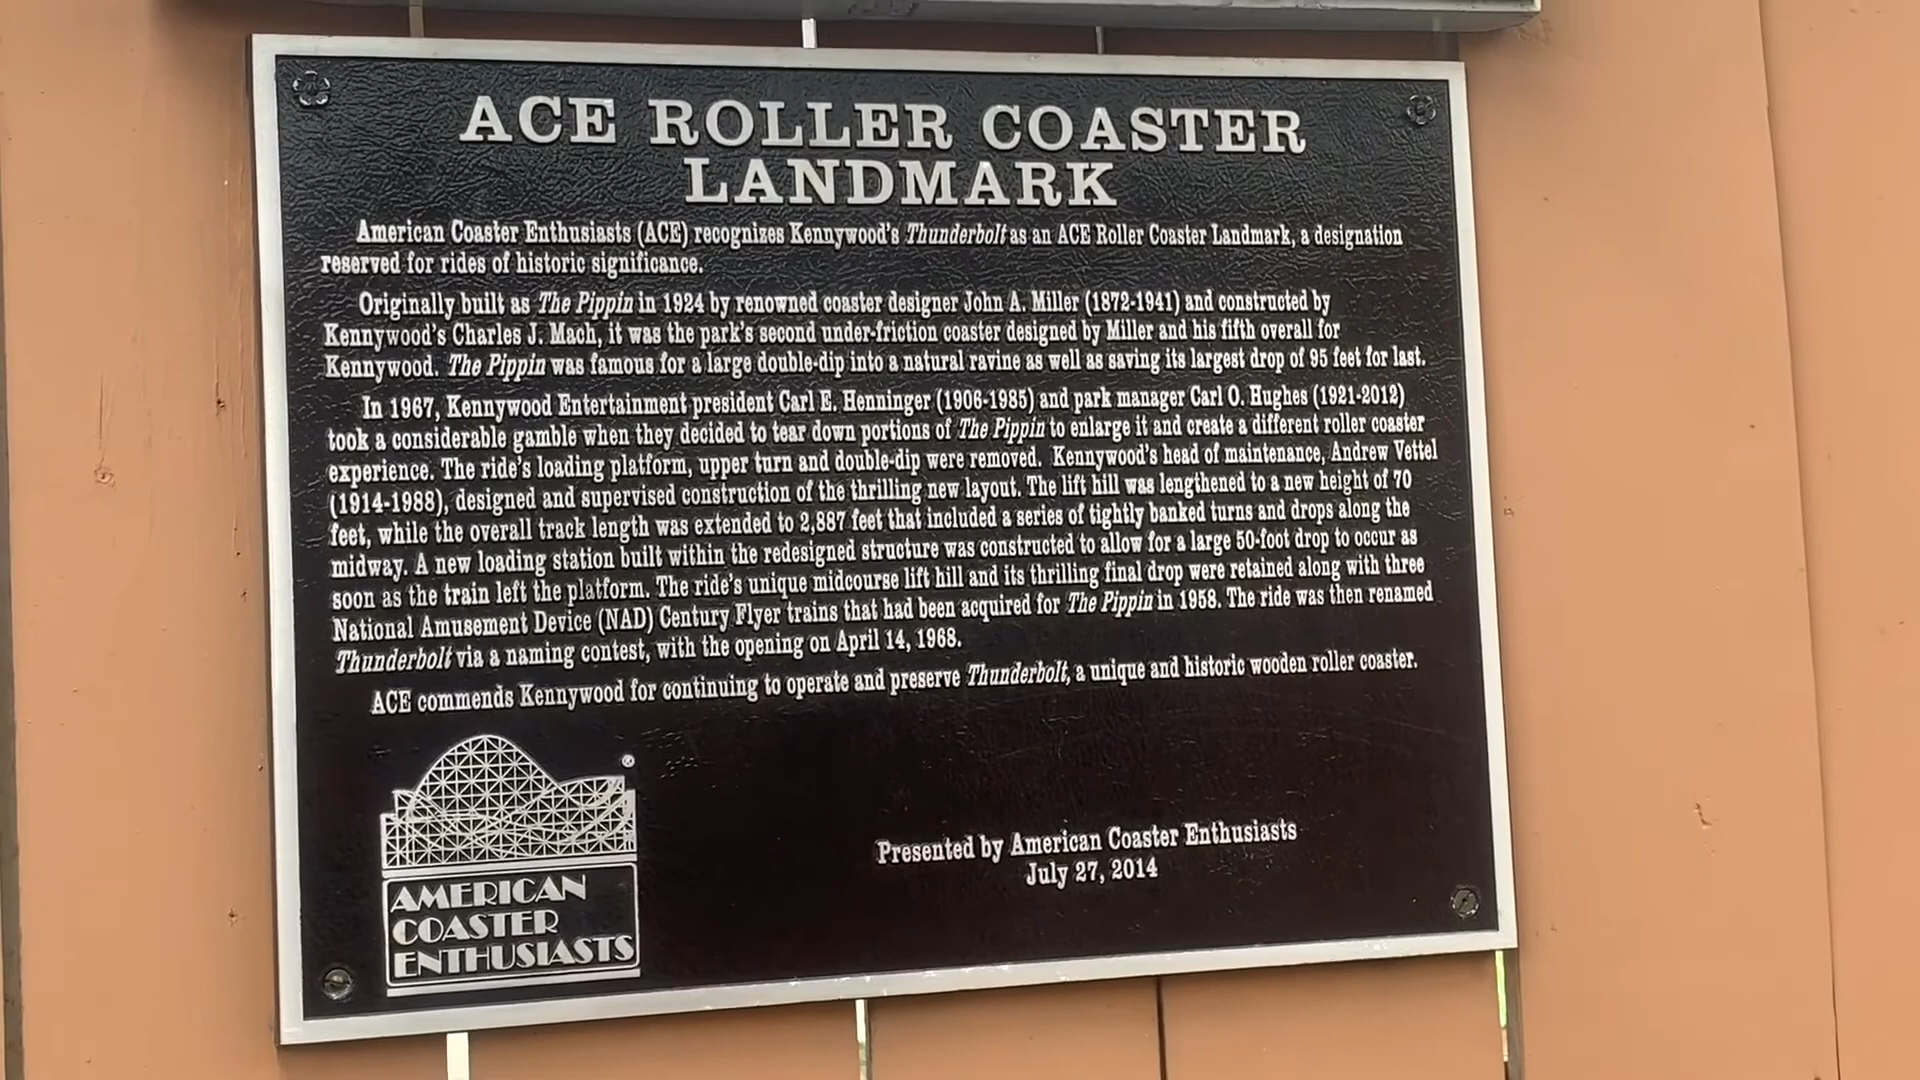 ACE ROLLER COASTER
LANDMARK
American Coaster Enthusiasts (ACE) recognizes Kennywood's Thunderbolt as an ACE Roller Coaster Landmark, a designation
reserved for rides of historic significance.
Originally built as The Pippin in 1924 by renowned coaster designer John A. Miller (1872-1941) and constructed by
Kennywood's Charles J. Mach, it was the park's second under-friction coaster designed by Miller and his fifth overall for
Kennywood. The Pippin was famous for a large double-dip into a natural ravine as well as saving its largest drop of 95 feet for last.
In 1967, Kennywood Entertainment president Carl E. Henninger (1906-1985) and park manager Carl O. Hughes (1921-2012)
took a considerable gamble when they decided to tear down portions of The Pippin to enlarge it and create a different roller coaster
experience. The ride's loading platform, upper turn and double-dip were removed. Kennywood's head of maintenance, Andrew Vettel
(1914-1988), designed and supervised construction of the thrilling new layout. The lift hill was lengthened to a new height of 70
feet, while the overall track length was extended to 2,887 feet that included a series of tightly banked turns and drops along the
midway. A new loading station built within the redesigned structure was constructed to allow for a large 50-foot drop to occur as
soon as the train left the platform. The ride's unique midcourse lift hill and its thrilling final drop were retained along with three
National Amusement Device (NAD) Century Flyer trains that had been acquired for The Pippin in 1958. The ride was then renamed
Thunderbolt via a naming contest, with the opening on April 14, 1968.
ACE commends Kennywood for continuing to operate and preserve Thunderbolt, a unique and historic wooden roller coaster.
®
AMERICAN
COASTER
ENTHUSIASTS
Presented by American Coaster Enthusiasts
July 27, 2014